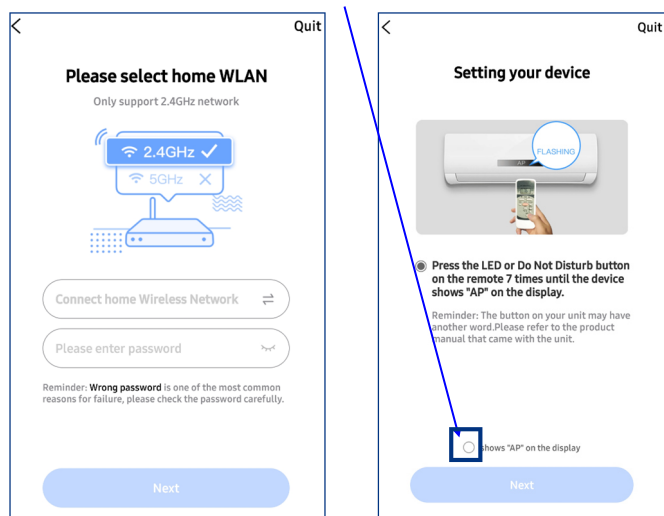 Quit
Please select home WLAN
Only support 2.4GHz network
2.4GHz
5GHz
Connect home Wireless Network
Please enter password
Reminder: Wrong password is one of the most common
reasons for failure, please check the password carefully.
Next
Quit
Setting your device
FLASHING
AP
Press the LED or Do Not Disturb button
on the remote 7 times until the device
shows "AP" on the display.
Reminder: The button on your unit may have
another word.Please refer to the product
manual that came with the unit.
shows "AP" on the display
Next